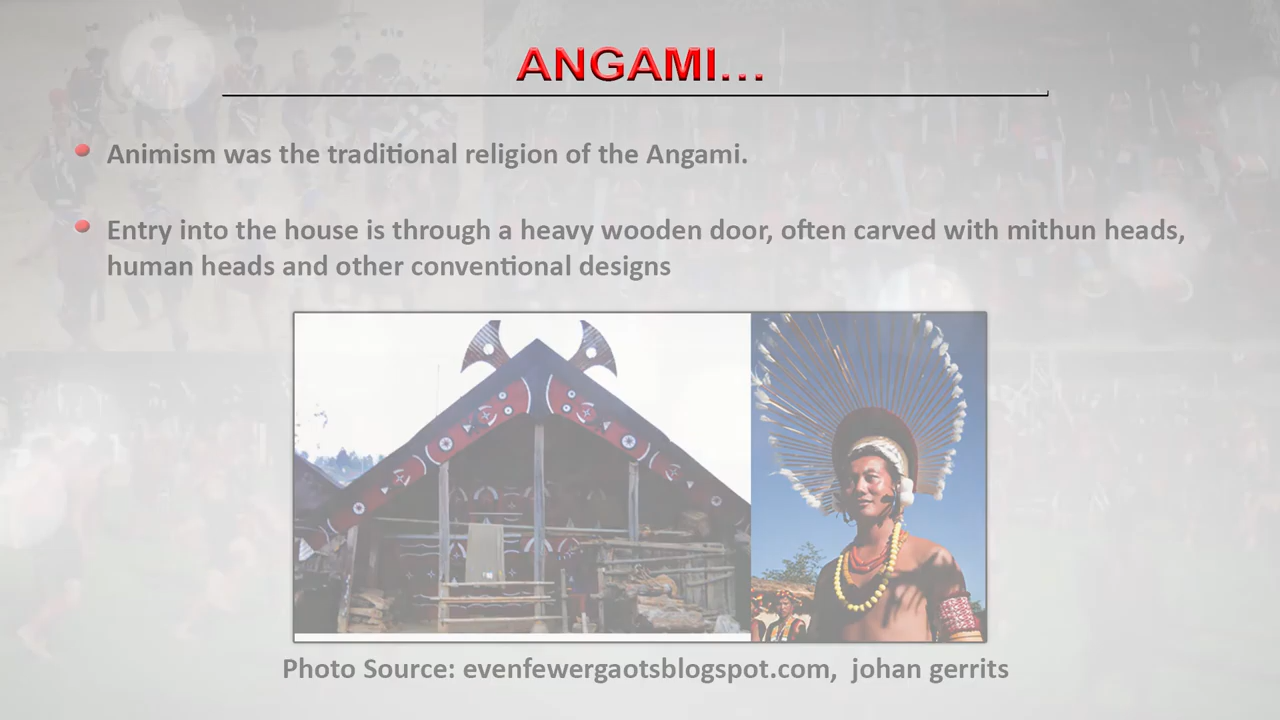 ANGAMI...
Animism was the traditional religion of the Angami.
Entry into the house is through a heavy wooden door, often carved with mithun heads,
human heads and other conventional designs
Photo Source: evenfewergaotsblogspot.com, johan gerrits